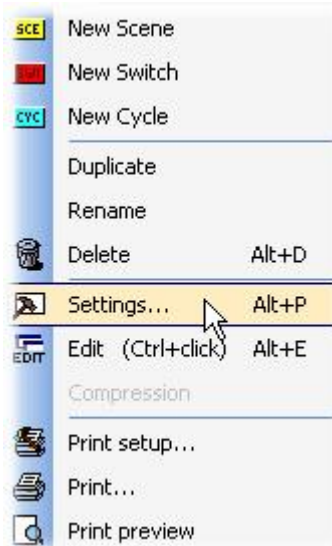 SCE New Scene
New Switch
CYC New Cycle
Duplicate
Rename
Delete Alt+D
Settings... Alt+P
EDIT Edit (Ctrl+click) Alt+E
Compression
Print setup...
Print...
Print preview